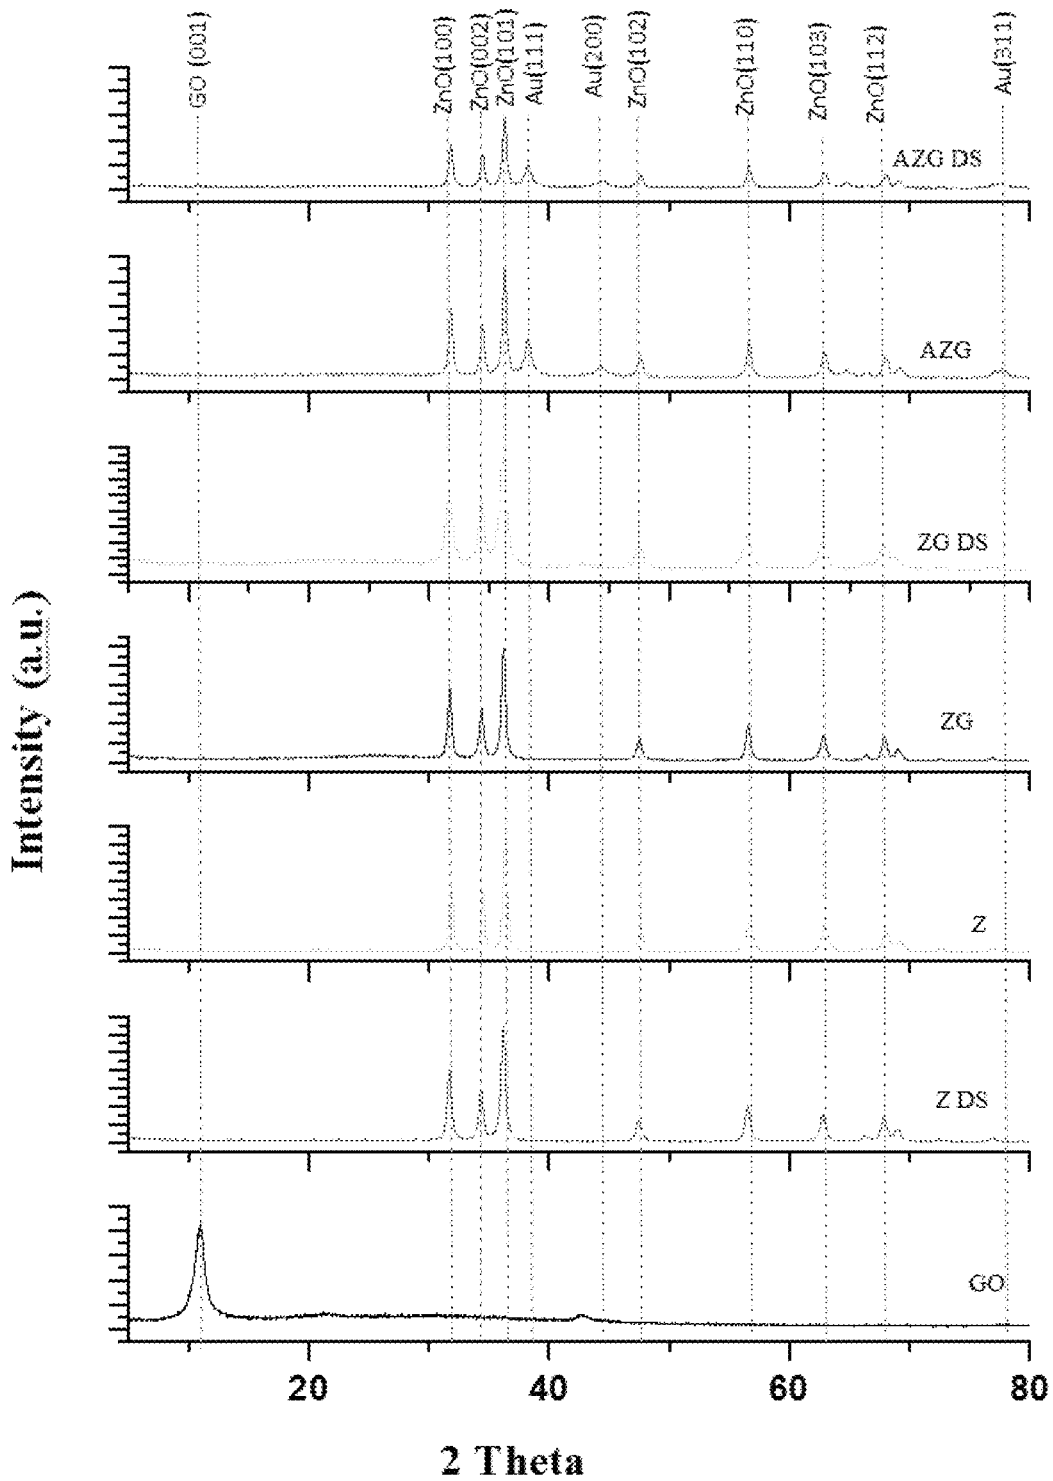 GO (001)
ZnO(100)
ZnO(002)
ZnO(101)
Au(111)
Au(200)
ZnO(102)
ZnO(110)
ZnO(103)
ZnO(112)
Au(311)
AZG DS
AZG
ZG DS
ZG
Z
Z DS
GO
Intensity (a.u.)
20 40 60 80
2 Theta